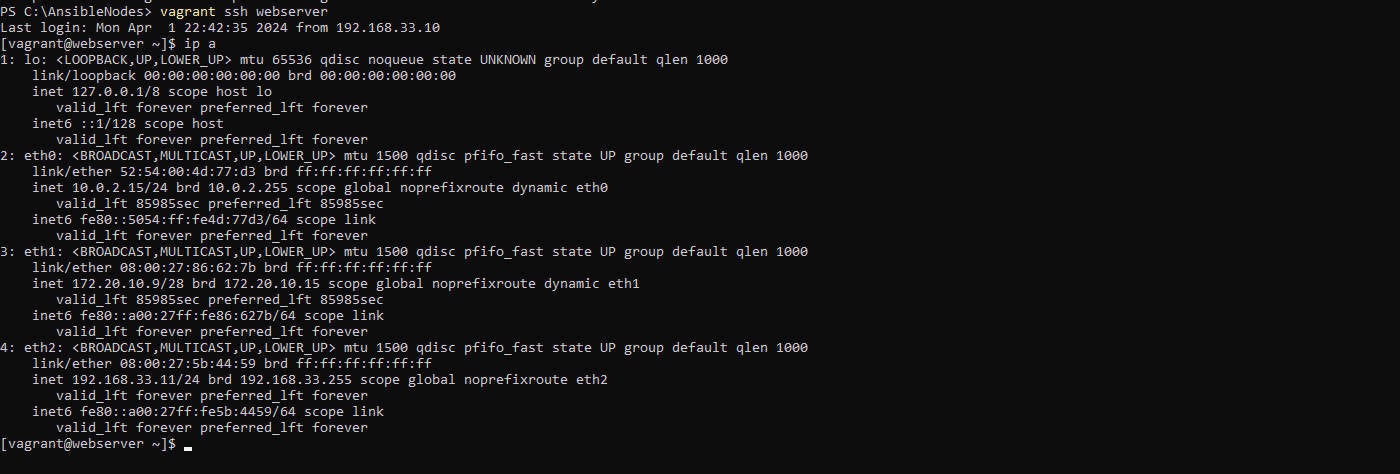 PS C:\AnsibleNodes> vagrant ssh webserver
Last login: Mon Apr  1 22:42:35 2024 from 192.168.33.10
[vagrant@webserver ~]$ ip a
1: lo: <LOOPBACK,UP,LOWER_UP> mtu 65536 qdisc noqueue state UNKNOWN group default qlen 1000
    link/loopback 00:00:00:00:00:00 brd 00:00:00:00:00:00
    inet 127.0.0.1/8 scope host lo
       valid_lft forever preferred_lft forever
    inet6 ::1/128 scope host
       valid_lft forever preferred_lft forever
2: eth0: <BROADCAST,MULTICAST,UP,LOWER_UP> mtu 1500 qdisc pfifo_fast state UP group default qlen 1000
    link/ether 52:54:00:4d:77:d3 brd ff:ff:ff:ff:ff:ff
    inet 10.0.2.15/24 brd 10.0.2.255 scope global noprefixroute dynamic eth0
       valid_lft 85985sec preferred_lft 85985sec
    inet6 fe80::5054:ff:fe4d:77d3/64 scope link
       valid_lft forever preferred_lft forever
3: eth1: <BROADCAST,MULTICAST,UP,LOWER_UP> mtu 1500 qdisc pfifo_fast state UP group default qlen 1000
    link/ether 08:00:27:86:62:7b brd ff:ff:ff:ff:ff:ff
    inet 172.20.10.9/28 brd 172.20.10.15 scope global noprefixroute dynamic eth1
       valid_lft 85985sec preferred_lft 85985sec
    inet6 fe80::a00:27ff:fe86:627b/64 scope link
       valid_lft forever preferred_lft forever
4: eth2: <BROADCAST,MULTICAST,UP,LOWER_UP> mtu 1500 qdisc pfifo_fast state UP group default qlen 1000
    link/ether 08:00:27:5b:44:59 brd ff:ff:ff:ff:ff:ff
    inet 192.168.33.11/24 brd 192.168.33.255 scope global noprefixroute eth2
       valid_lft forever preferred_lft forever
    inet6 fe80::a00:27ff:fe5b:4459/64 scope link
       valid_lft forever preferred_lft forever
[vagrant@webserver ~]$